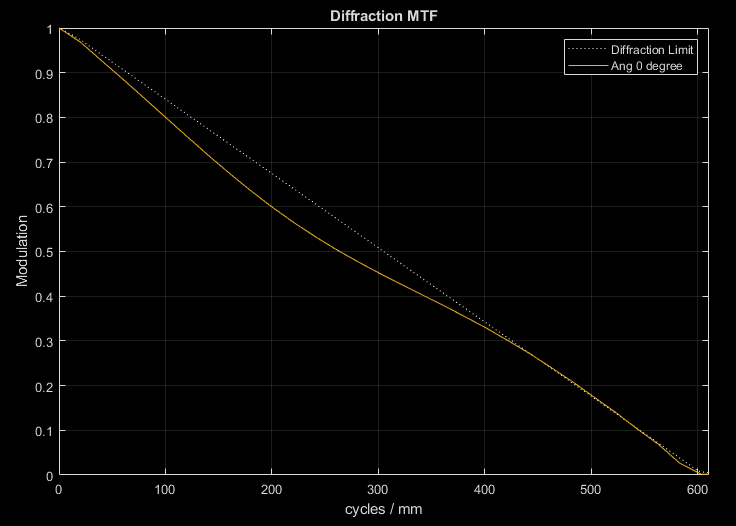 Diffraction MTF
Diffraction Limit
Ang 0 degree
1
0.9
0.8
0.7
0.6
0.5
0.4
0.3
0.2
0.1
0
Modulation
0 100 200 300 400 500 600
cycles / mm